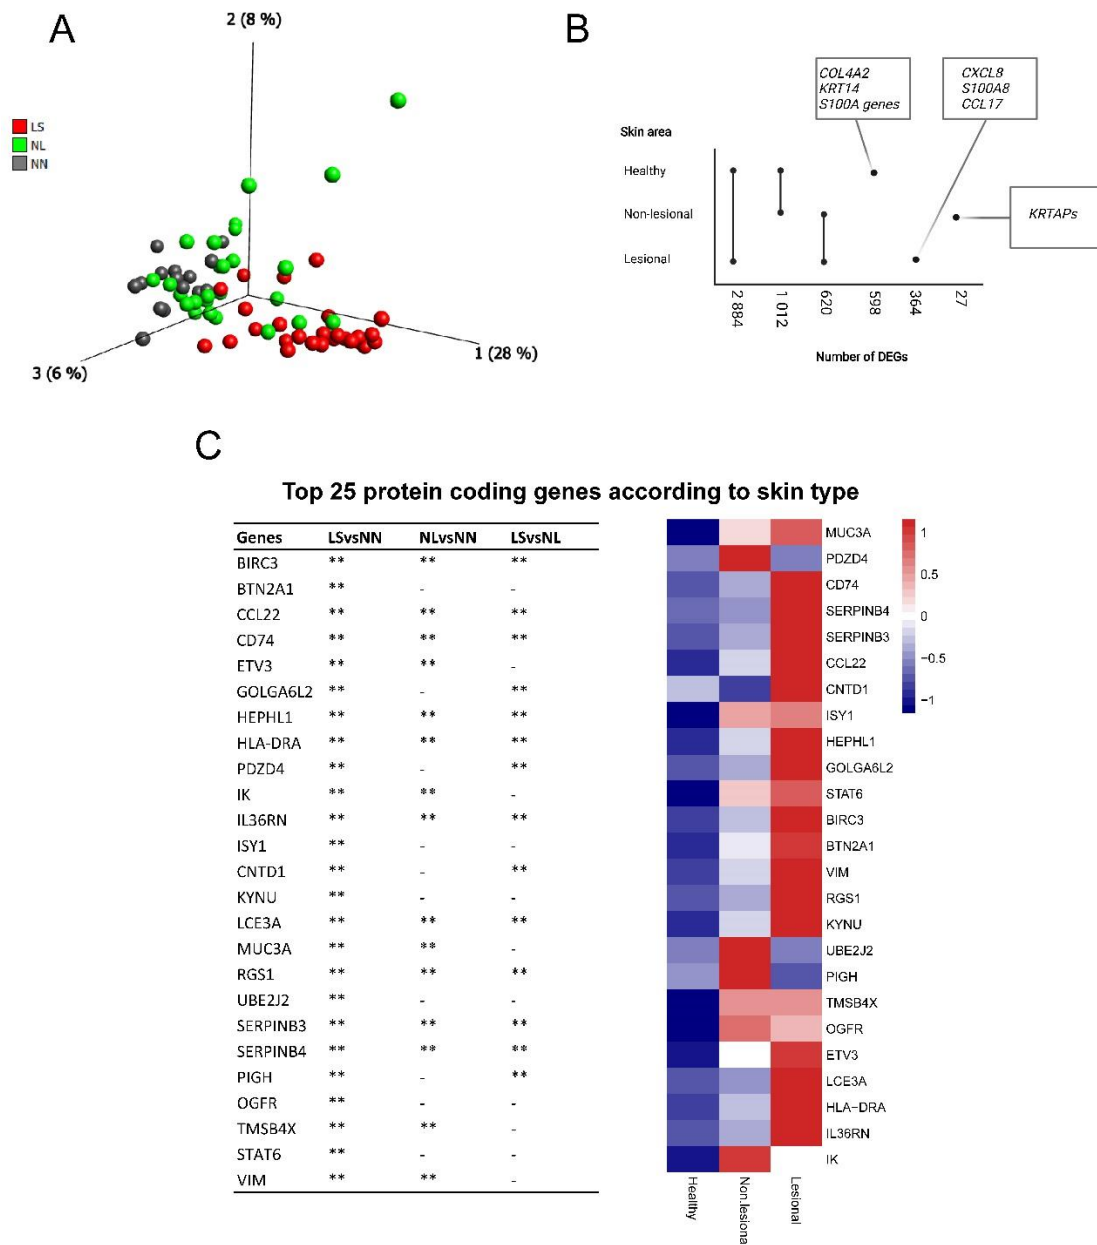 A
2 (8 %)
LS
NL
NN
3 (6 %)
1 (28 %)
B
COL4A2
KRT14
S100A genes
CXCL8
S100A8
CCL17
Skin area
Healthy
Non-lesional
Lesional
KRTAPs
2 884
1 012
620
598
364
27
Number of DEGs
C
Top 25 protein coding genes according to skin type
Genes LSvsNN NLvsNN LSvsNL
BIRC3 ** ** **
BTN2A1 ** - -
CCL22 ** ** **
CD74 ** ** **
ETV3 ** ** -
GOLGA6L2 ** - **
HEPHL1 ** ** **
HLA-DRA ** ** **
PDZD4 ** - **
IK ** ** -
IL36RN ** ** **
ISY1 ** - -
CNTD1 ** - **
KYNU ** - -
LCE3A ** ** **
MUC3A ** ** -
RGS1 ** ** **
UBE2J2 ** - -
SERPINB3 ** ** **
SERPINB4 ** ** **
PIGH ** - **
OGFR ** - -
TMSB4X ** ** -
STAT6 ** - -
VIM ** ** -
MUC3A
PDZD4
CD74
SERPINB4
SERPINB3
CCL22
CNTD1
ISY1
HEPHL1
GOLGA6L2
STAT6
BIRC3
BTN2A1
VIM
RGS1
KYNU
UBE2J2
PIGH
TMSB4X
OGFR
ETV3
LCE3A
HLA−DRA
IL36RN
IK
1
0.5
0
−0.5
−1
Healthy
Non.lesiona
Lesional